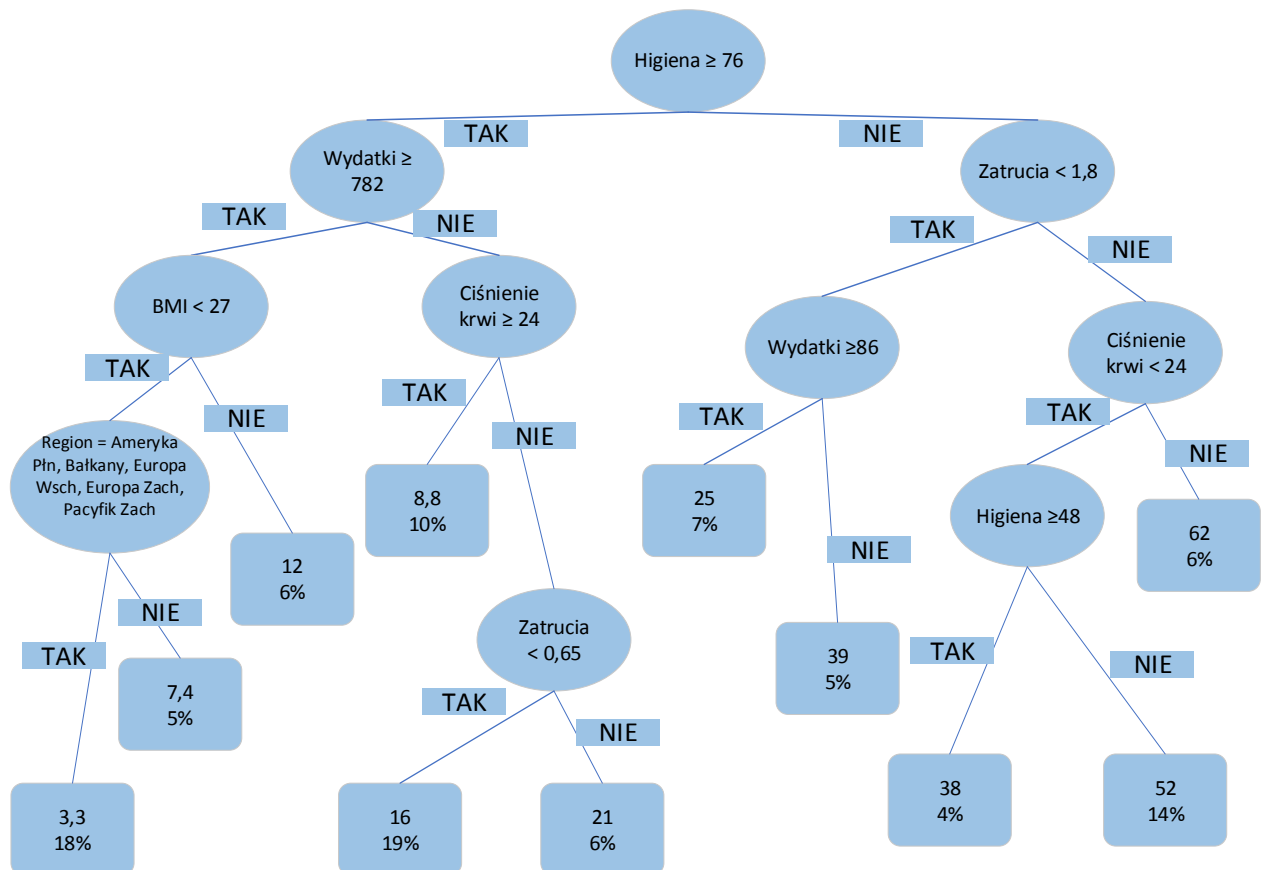 Higiena ≥ 76
TAK
NIE
Wydatki ≥
782
Zatrucia < 1,8
TAK
NIE
TAK
NIE
BMI < 27
Ciśnienie
krwi ≥ 24
Wydatki ≥86
Ciśnienie
krwi < 24
TAK
NIE
TAK
NIE
TAK
NIE
TAK
NIE
Region = Ameryka
Płn, Bałkany, Europa
Wsch, Europa Zach,
Pacyfik Zach
12
6%
8,8
10%
25
7%
Higiena ≥48
62
6%
TAK
NIE
Zatrucia
< 0,65
39
5%
TAK
NIE
7,4
5%
TAK
NIE
3,3
18%
16
19%
21
6%
38
4%
52
14%